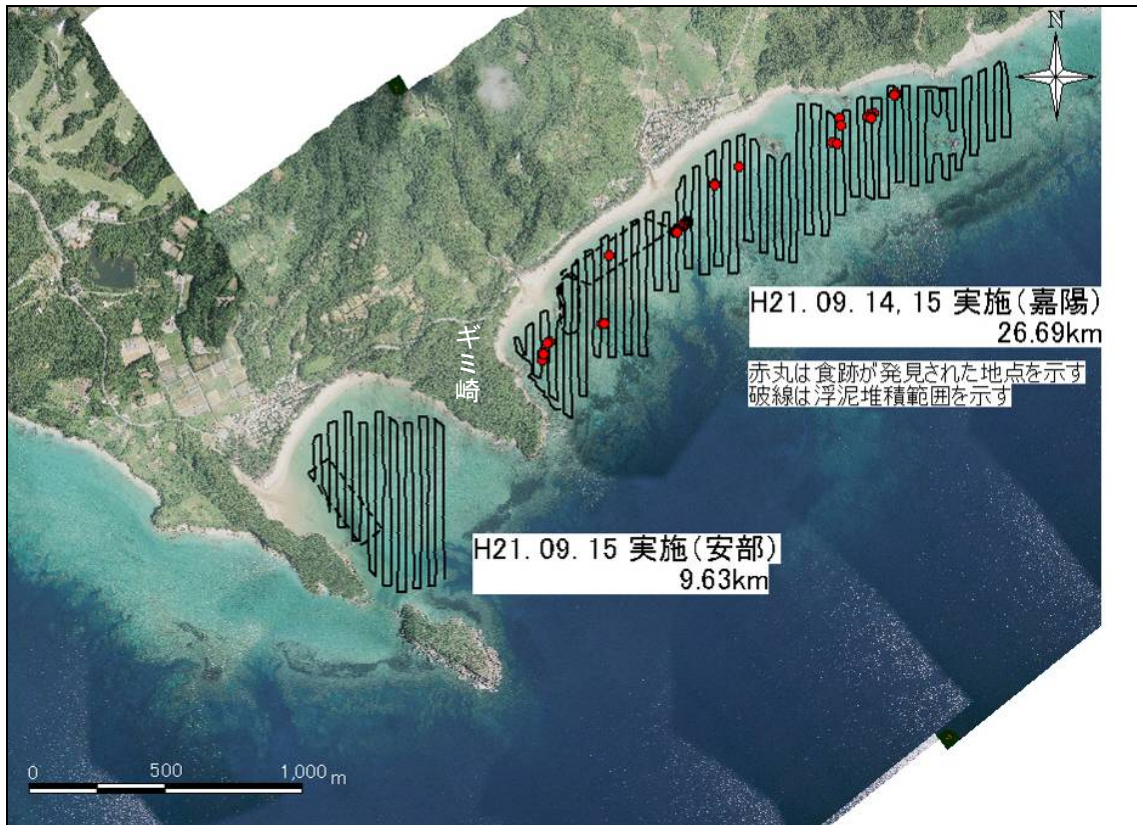 N
ギミ崎
H21.09.14,15 実施(嘉陽)
26.69km
赤丸は食跡が発見された地点を示す
破線は浮泥堆積範囲を示す
H21.09.15 実施(安部)
9.63km
0 500 1,000 m